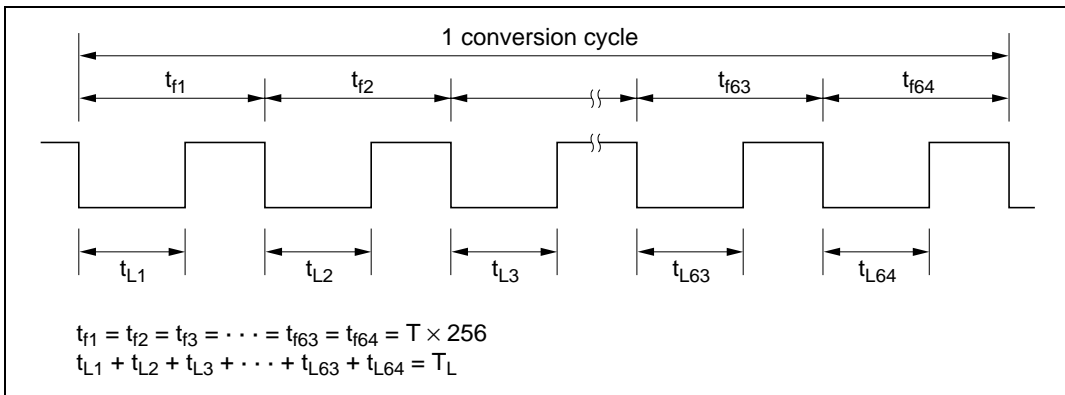 1 conversion cycle
tf1 tf2 tf63 tf64
tL1 tL2 tL3 tL63 tL64
tf1 = tf2 = tf3 = · · · = tf63 = tf64 = T × 256
tL1 + tL2 + tL3 + · · · + tL63 + tL64 = TL